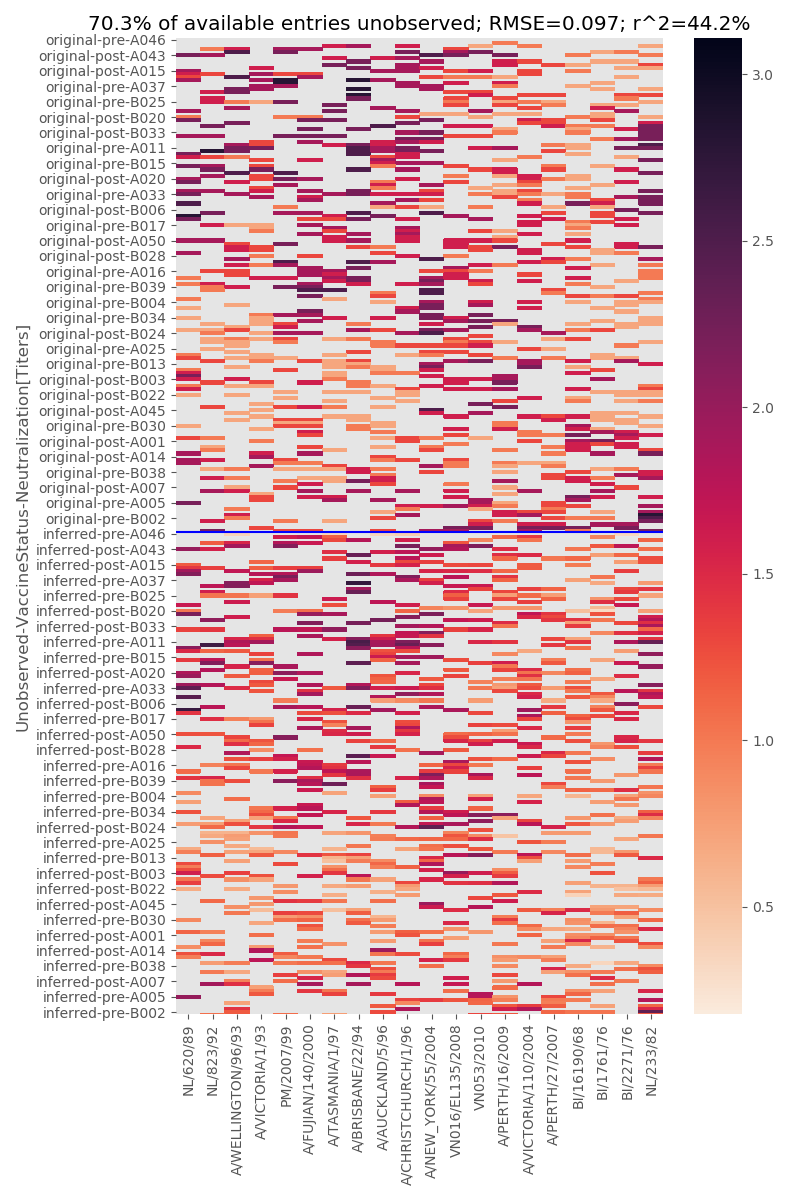 70.3% of available entries unobserved; RMSE=0.097; r^2=44.2%
Unobserved-VaccineStatus-Neutralization[Titers]
original-pre-A046
original-post-A043
original-post-A015
original-pre-A037
original-pre-B025
original-post-B020
original-post-B033
original-pre-A011
original-pre-B015
original-post-A020
original-pre-A033
original-post-B006
original-pre-B017
original-post-A050
original-post-B028
original-pre-A016
original-pre-B039
original-pre-B004
original-pre-B034
original-post-B024
original-pre-A025
original-pre-B013
original-post-B003
original-pre-B022
original-post-A045
original-pre-B030
original-post-A001
original-post-A014
original-pre-B038
original-post-A007
original-pre-A005
original-pre-B002
inferred-pre-A046
inferred-post-A043
inferred-post-A015
inferred-pre-A037
inferred-pre-B025
inferred-post-B020
inferred-post-B033
inferred-pre-A011
inferred-pre-B015
inferred-post-A020
inferred-pre-A033
inferred-post-B006
inferred-pre-B017
inferred-post-A050
inferred-post-B028
inferred-pre-A016
inferred-pre-B039
inferred-pre-B004
inferred-pre-B034
inferred-post-B024
inferred-pre-A025
inferred-pre-B013
inferred-post-B003
inferred-post-B022
inferred-pre-A045
inferred-pre-B030
inferred-post-A001
inferred-post-A014
inferred-pre-B038
inferred-post-A007
inferred-pre-A005
inferred-pre-B002
NL/620/89
NL/823/92
A/WELLINGTON/96/93
A/VICTORIA/1/93
PM/2007/99
A/FUJIAN/140/2000
A/TASMANIA/1/97
A/BRISBANE/22/94
A/AUCKLAND/5/96
A/CHRISTCHURCH/1/96
A/NEW_YORK/55/2004
VN016/EL135/2008
VN053/2010
A/PERTH/16/2009
A/VICTORIA/110/2004
A/PERTH/27/2007
BI/16190/68
BI/1761/76
BI/2271/76
NL/233/82
3.0
2.5
2.0
1.5
1.0
0.5